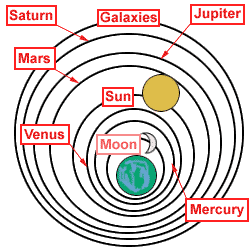 Saturn
Galaxies
Jupiter
Mars
Sun
Venus
Moon
Mercury